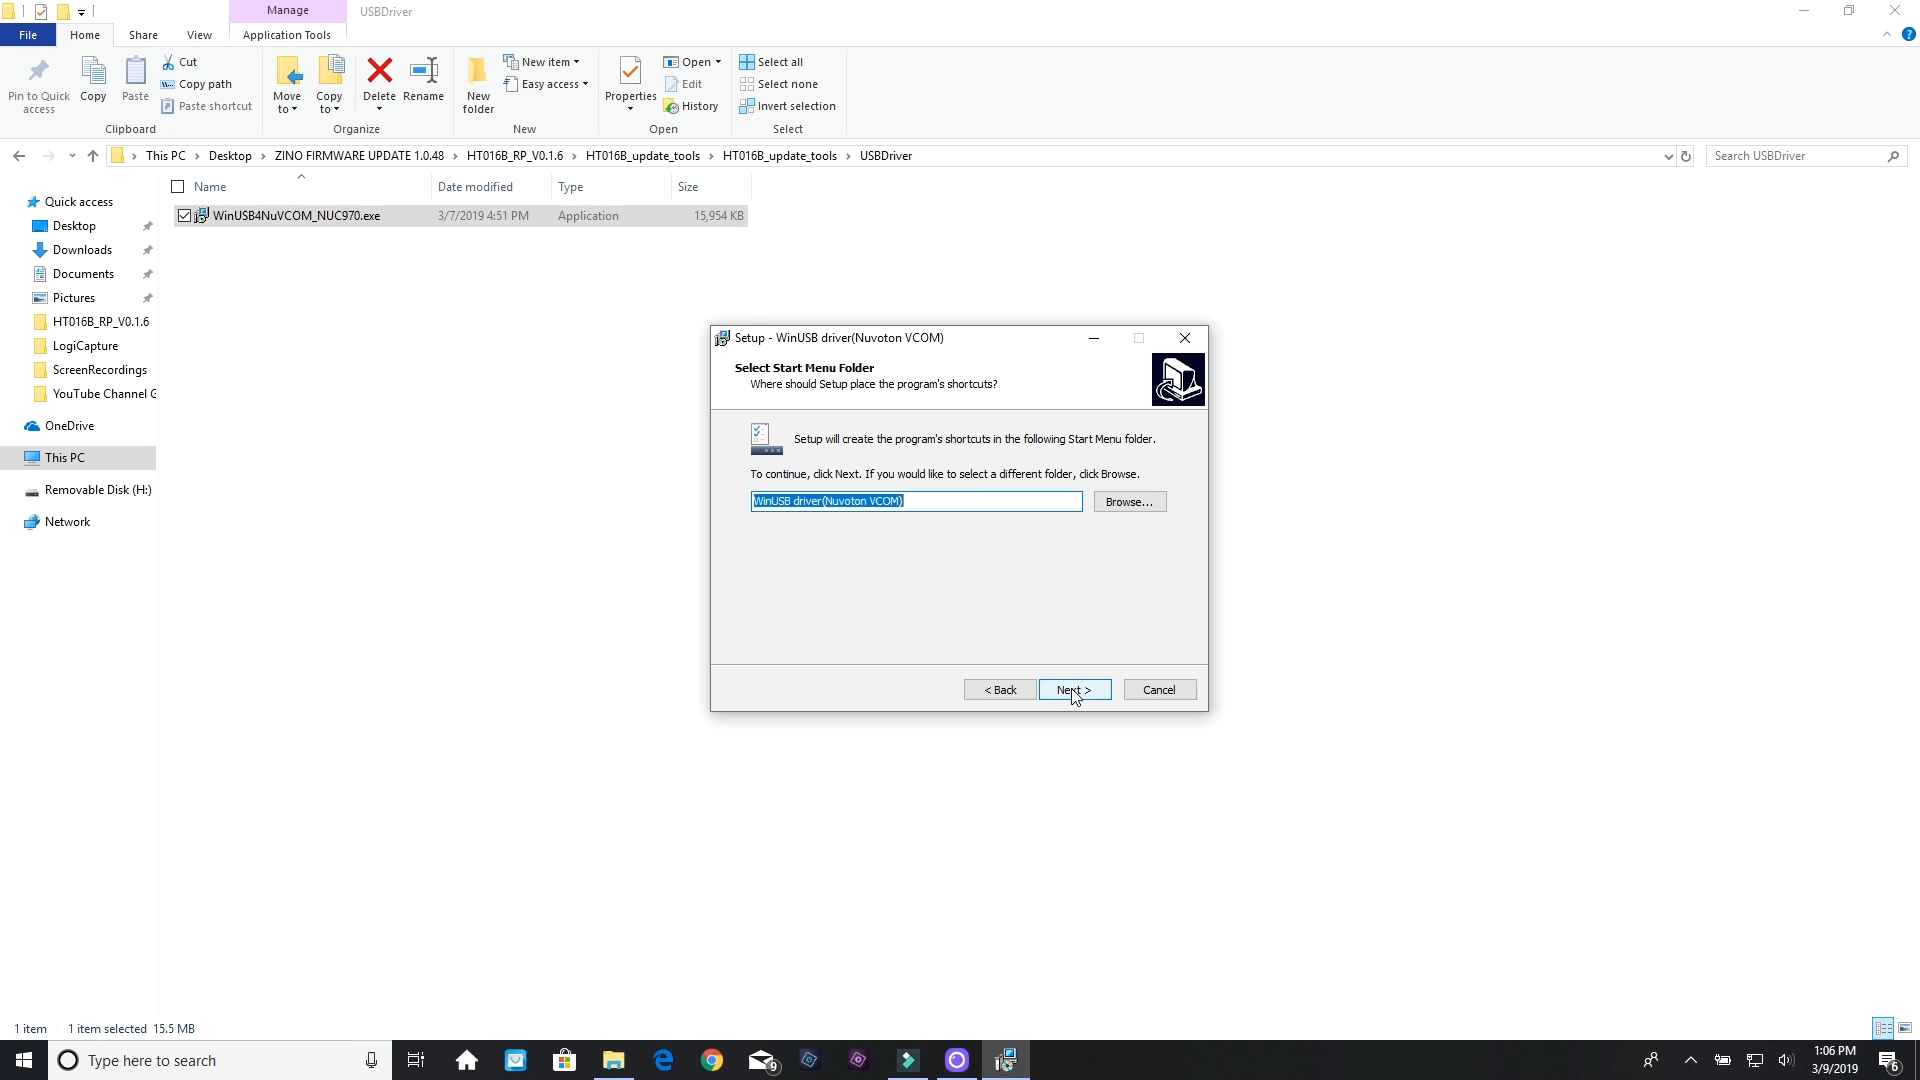 Manage
USBDriver
File
Home
Share
View
Application Tools
Pin to Quick
access
Copy
Paste
Cut
Copy path
Paste shortcut
Clipboard
Move
to
Copy
to
Delete
Rename
Organize
New
folder
New item
Easy access
New
Properties
Open
Edit
History
Open
Select all
Select none
Invert selection
Select
This PC > Desktop > ZINO FIRMWARE UPDATE 1.0.48 > HT016B_RP_V0.1.6 > HT016B_update_tools > HT016B_update_tools > USBDriver
Search USBDriver
Name
Date modified
Type
Size
WinUSB4NuVCOM_NUC970.exe
3/7/2019 4:51 PM
Application
15,954 KB
Quick access
Desktop
Downloads
Documents
Pictures
HT016B_RP_V0.1.6
LogiCapture
ScreenRecordings
YouTube Channel G
OneDrive
This PC
Removable Disk (H:)
Network
Setup - WinUSB driver(Nuvoton VCOM)
Select Start Menu Folder
Where should Setup place the program's shortcuts?
Setup will create the program's shortcuts in the following Start Menu folder.
To continue, click Next. If you would like to select a different folder, click Browse.
WinUSB driver(Nuvoton VCOM)
Browse...
< Back
Next >
Cancel
1 item
1 item selected 15.5 MB
Type here to search
9
1:06 PM
3/9/2019
6